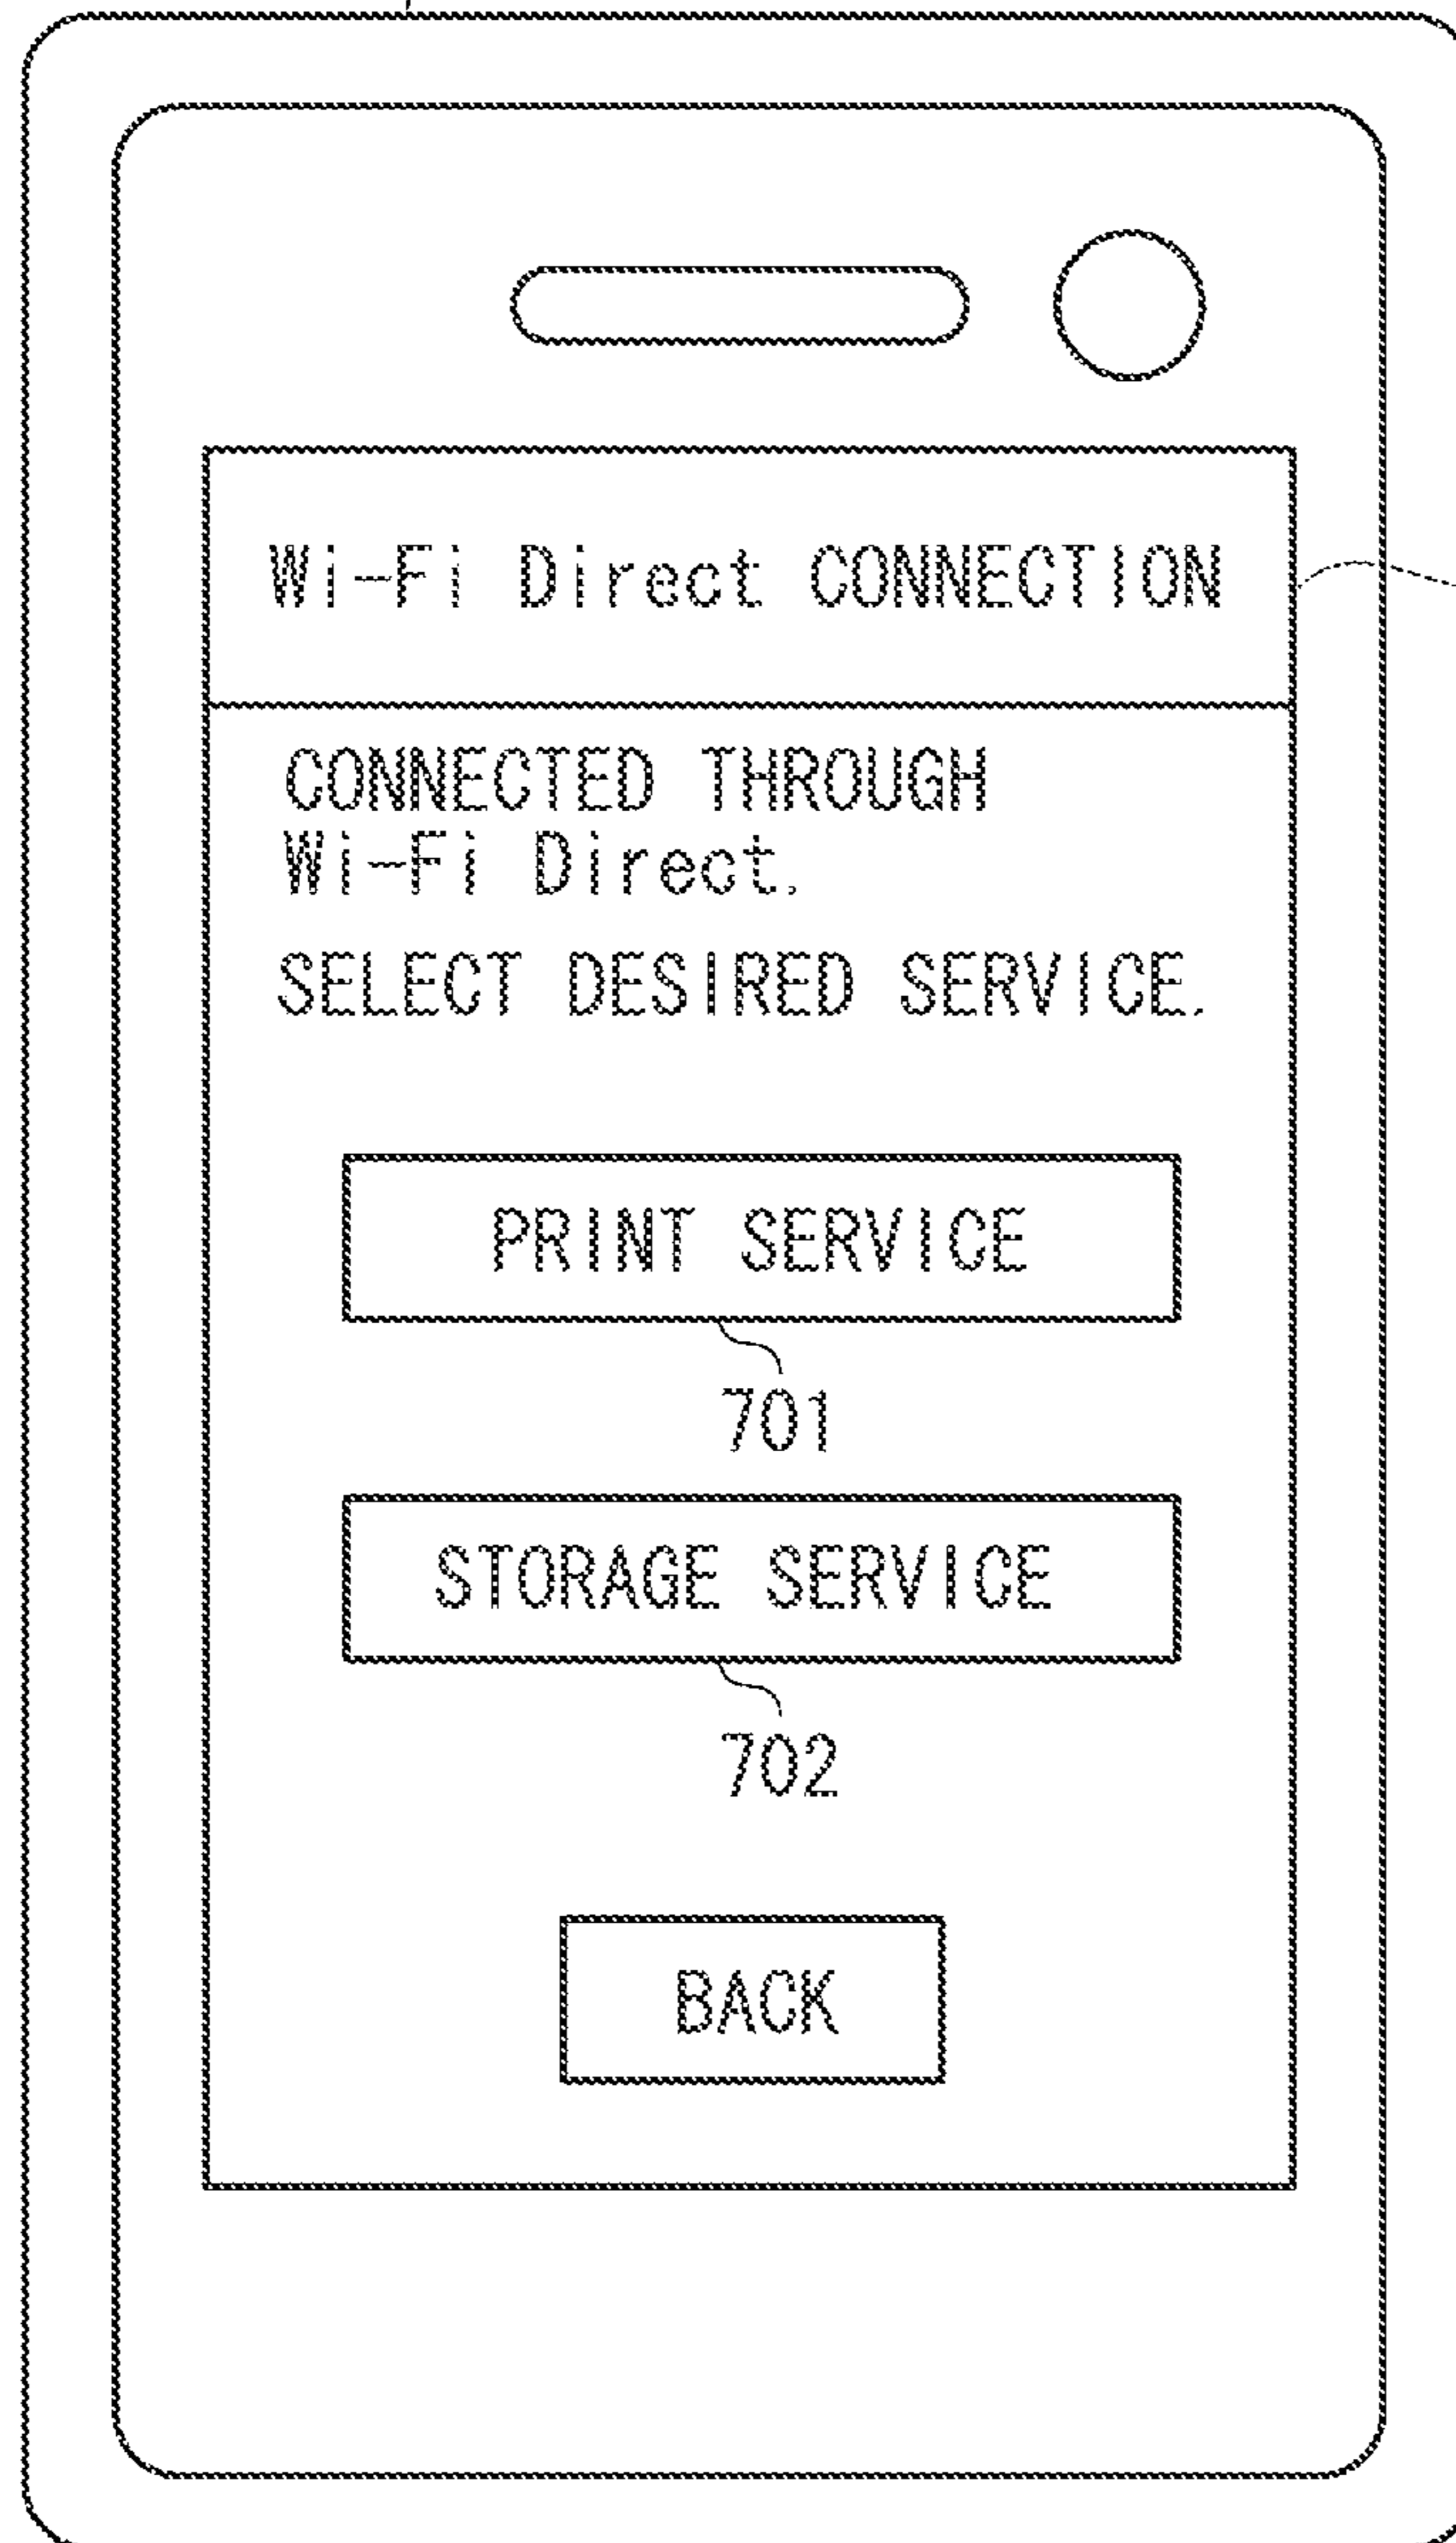 Wi-Fi Direct CONNECTION
CONNECTED THROUGH
Wi-Fi Direct.
SELECT DESIRED SERVICE.
PRINT SERVICE
701
STORAGE SERVICE
702
BACK